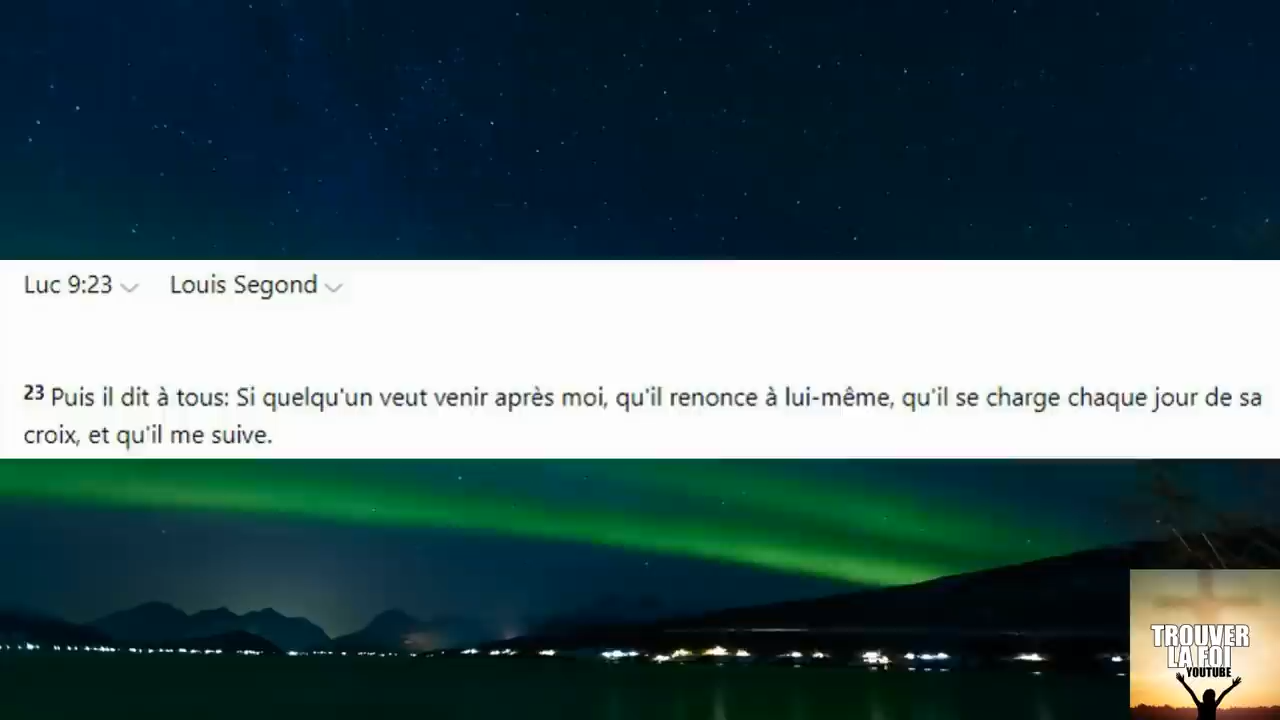 Luc 9:23 Louis Segond
23 Puis il dit à tous: Si quelqu'un veut venir après moi, qu'il renonce à lui-même, qu'il se charge chaque jour de sa
croix, et qu'il me suive.
TROUVER
LA FOI
YOUTUBE